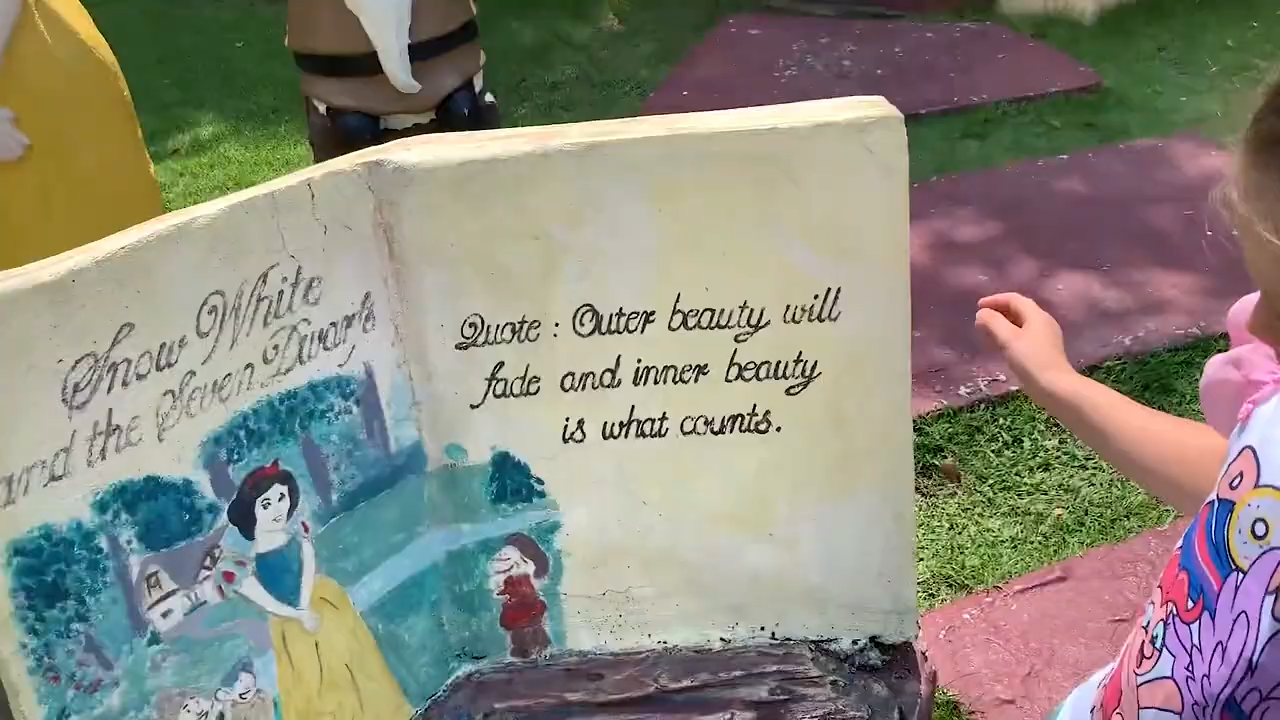 Snow White
and the Seven Dwarfs
Quote : Outer beauty will
fade and inner beauty
is what counts.